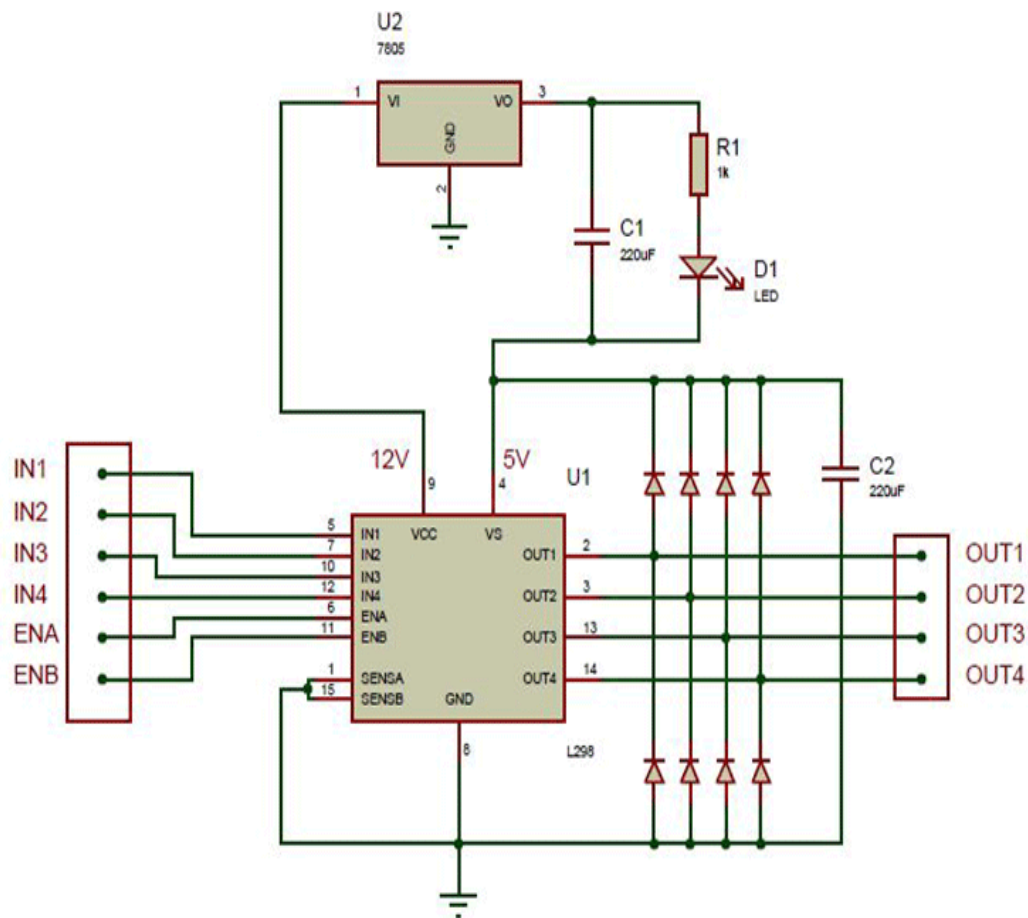 U2
7805
1
VI
VO
3
GND
2
R1
1k
C1
220uF
D1
LED
12V
5V
9
4
U1
C2
220uF
IN1
IN2
IN3
IN4
ENA
ENB
5
7
10
12
6
11
1
15
IN1
IN2
IN3
IN4
ENA
ENB
SENSA
SENSB
VCC
VS
OUT1
OUT2
OUT3
OUT4
GND
2
3
13
14
8
L298
OUT1
OUT2
OUT3
OUT4